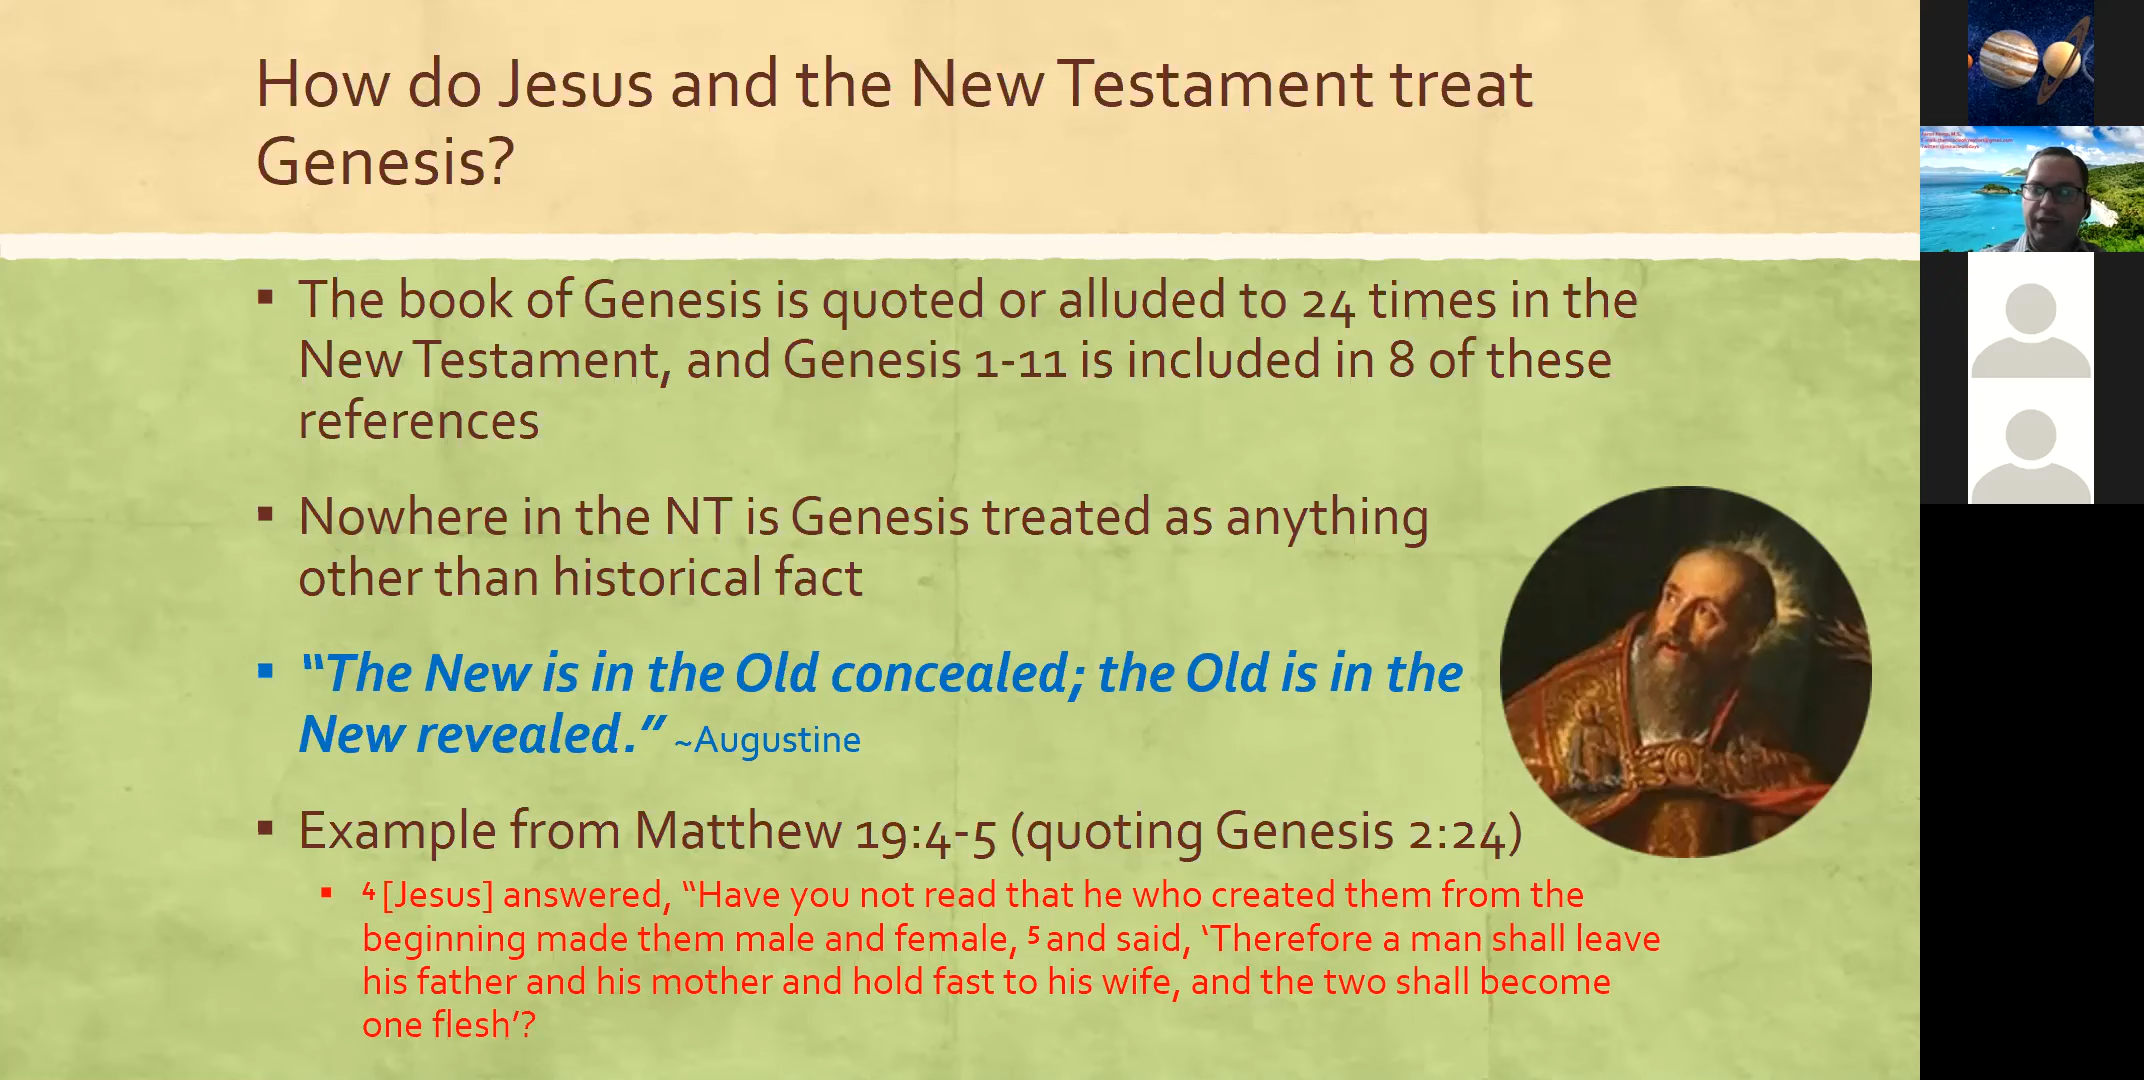 How do Jesus and the New Testament treat
Genesis?
▪ The book of Genesis is quoted or alluded to 24 times in the
New Testament, and Genesis 1-11 is included in 8 of these
references
▪ Nowhere in the NT is Genesis treated as anything
other than historical fact
▪ “The New is in the Old concealed; the Old is in the
New revealed.” ~Augustine
▪ Example from Matthew 19:4-5 (quoting Genesis 2:24)
▪ ⁴ [Jesus] answered, “Have you not read that he who created them from the
beginning made them male and female, ⁵ and said, ‘Therefore a man shall leave
his father and his mother and hold fast to his wife, and the two shall become
one flesh’?